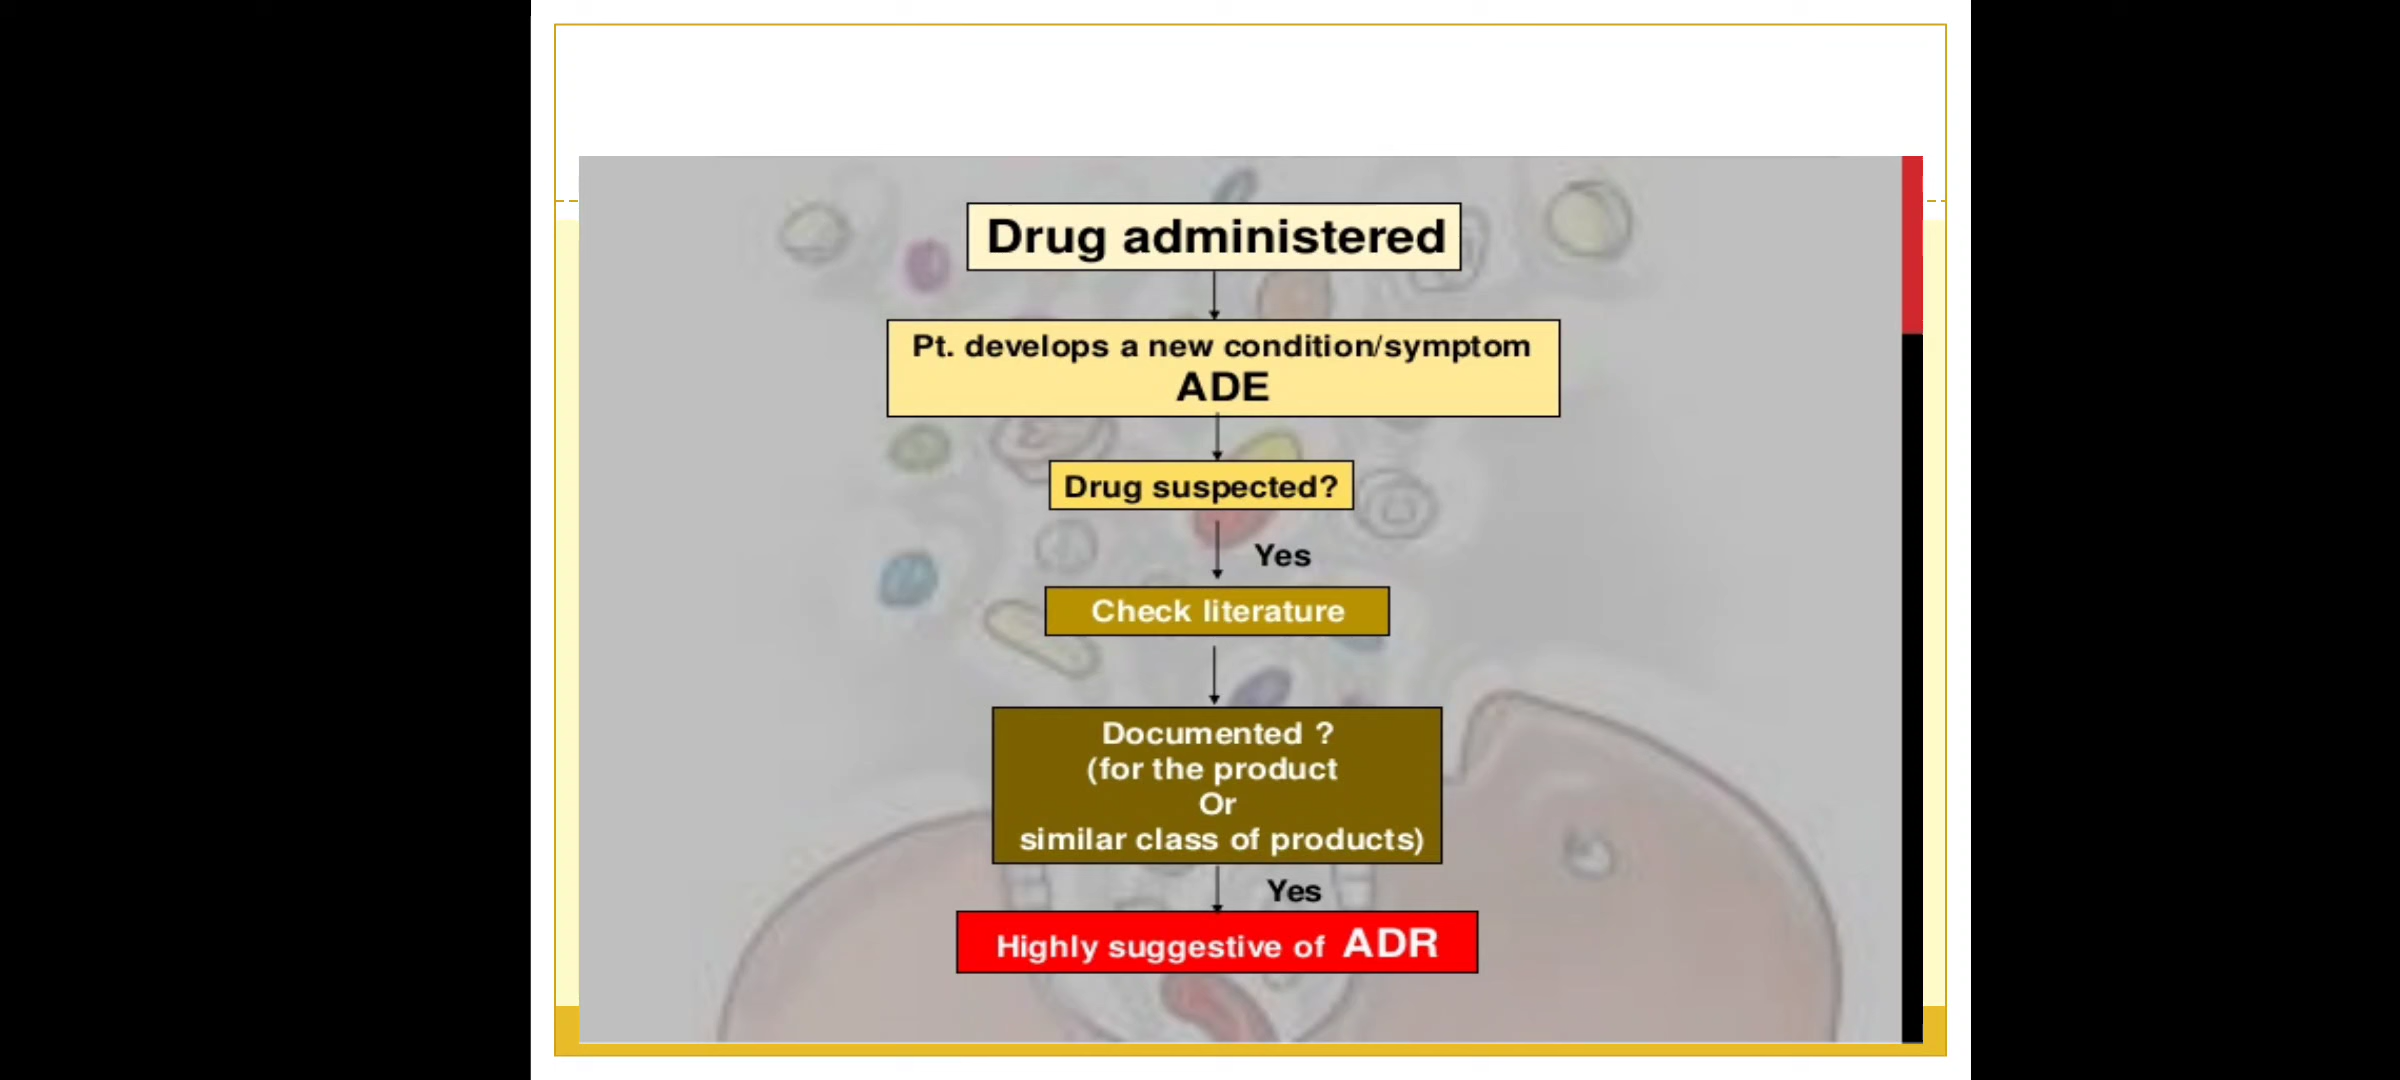 Drug administered
Pt. develops a new condition/symptom
ADE
Drug suspected?
Yes
Check literature
Documented ?
(for the product
Or
similar class of products)
Yes
Highly suggestive of ADR